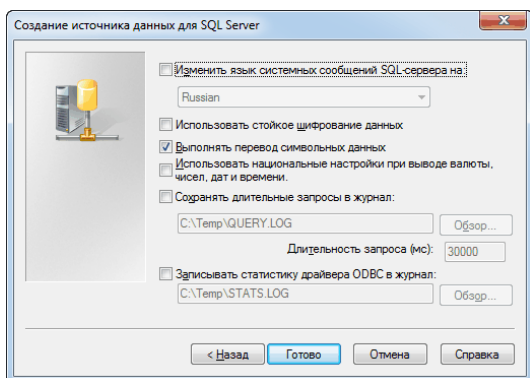 Создание источника данных для SQL Server
Изменить язык системных сообщений SQL-сервера на:
Russian
Использовать стойкое шифрование данных
Выполнять перевод символьных данных
Использовать национальные настройки при выводе валюты,
чисел, дат и времени.
Сохранять длительные запросы в журнал:
C:\Temp\QUERY.LOG
Обзор...
Длительность запроса (мс):
30000
Записывать статистику драйвера ODBC в журнал:
C:\Temp\STATS.LOG
Обзор...
< Назад
Готово
Отмена
Справка